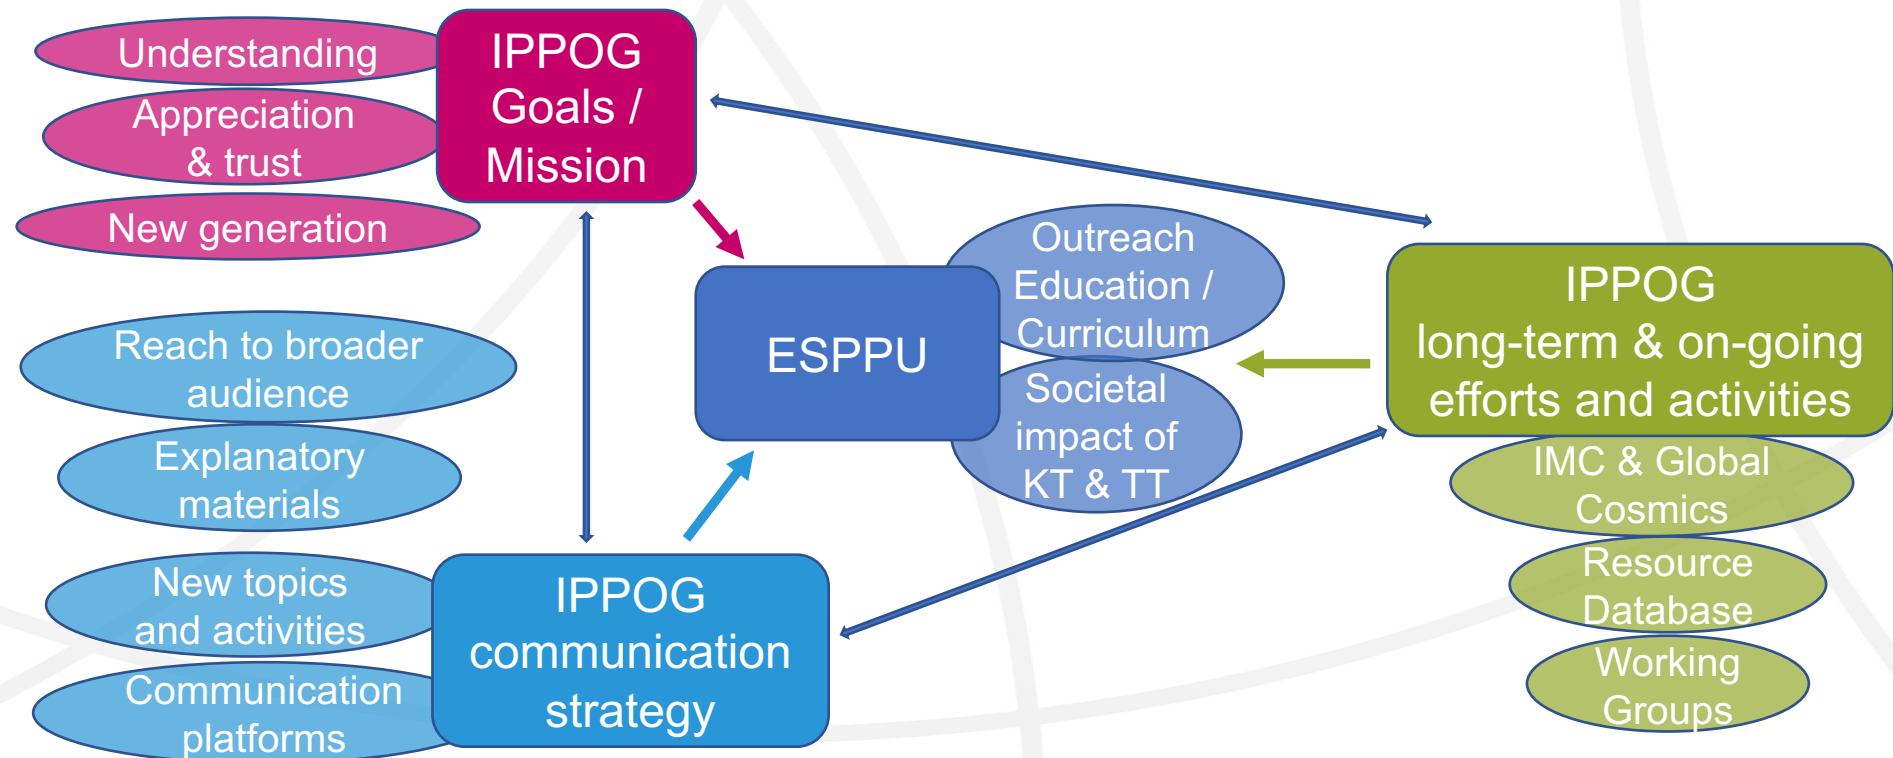 Understanding
Appreciation
& trust
New generation
IPPOG
Goals /
Mission
Reach to broader
audience
Explanatory
materials
New topics
and activities
Communication
platforms
IPPOG
communication
strategy
ESPPU
Outreach
Education /
Curriculum
Societal
impact of
KT & TT
IPPOG
long-term & on-going
efforts and activities
IMC & Global
Cosmics
Resource
Database
Working
Groups